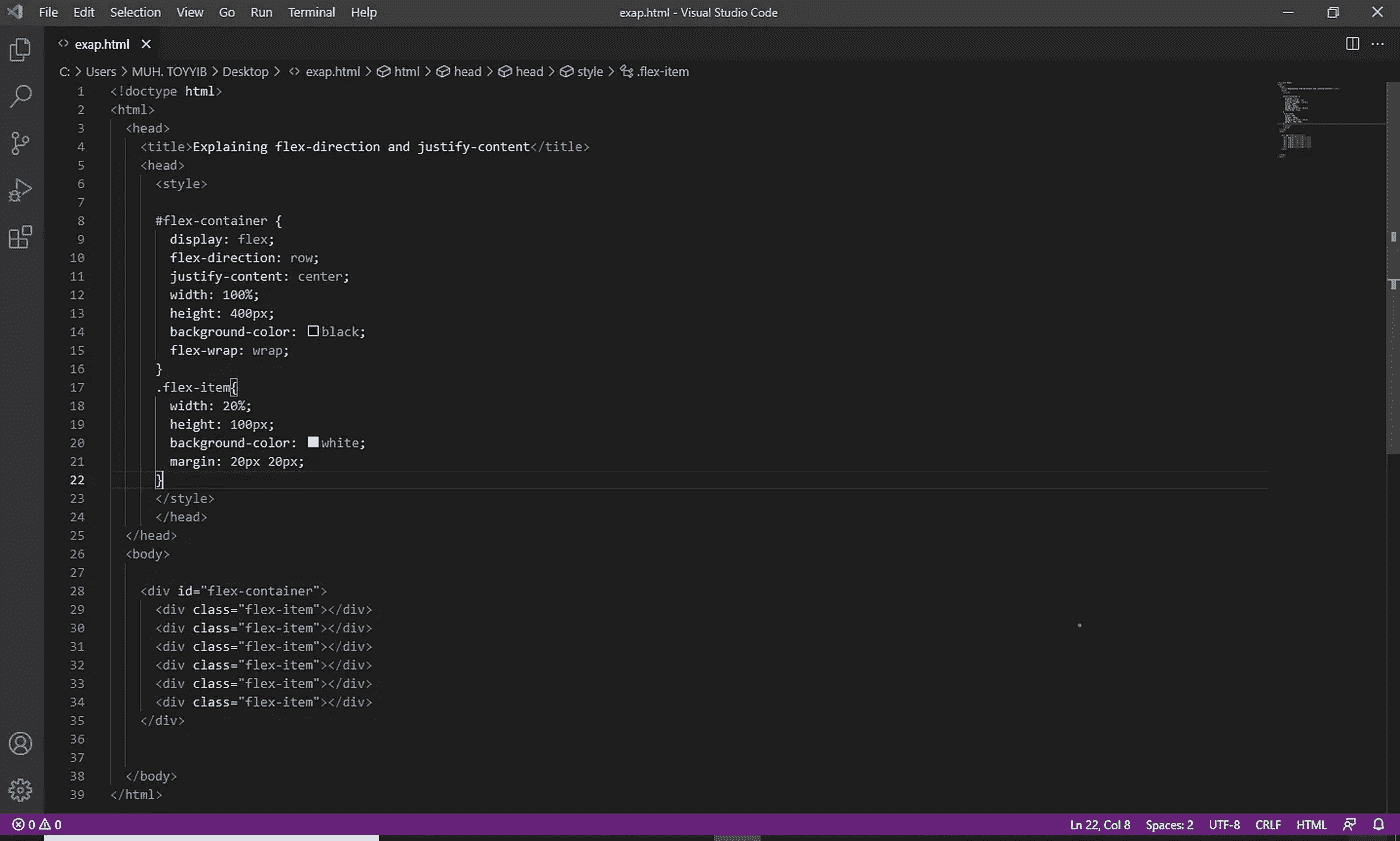 File Edit Selection View Go Run Terminal Help exap.html - Visual Studio Code
exap.html
C: > Users > MUH. TOYYIB > Desktop > exap.html > html > head > head > style > .flex-item
1 <!doctype html>
2 <html>
3 <head>
4 <title>Explaining flex-direction and justify-content</title>
5 <head>
6 <style>
7
8 #flex-container {
9 display: flex;
10 flex-direction: row;
11 justify-content: center;
12 width: 100%;
13 height: 400px;
14 background-color: black;
15 flex-wrap: wrap;
16 }
17 .flex-item{
18 width: 20%;
19 height: 100px;
20 background-color: white;
21 margin: 20px 20px;
22 }
23 </style>
24 </head>
25 </head>
26 <body>
27
28 <div id="flex-container">
29 <div class="flex-item"></div>
30 <div class="flex-item"></div>
31 <div class="flex-item"></div>
32 <div class="flex-item"></div>
33 <div class="flex-item"></div>
34 <div class="flex-item"></div>
35 </div>
36
37
38 </body>
39 </html>
0 0 Ln 22, Col 8 Spaces: 2 UTF-8 CRLF HTML